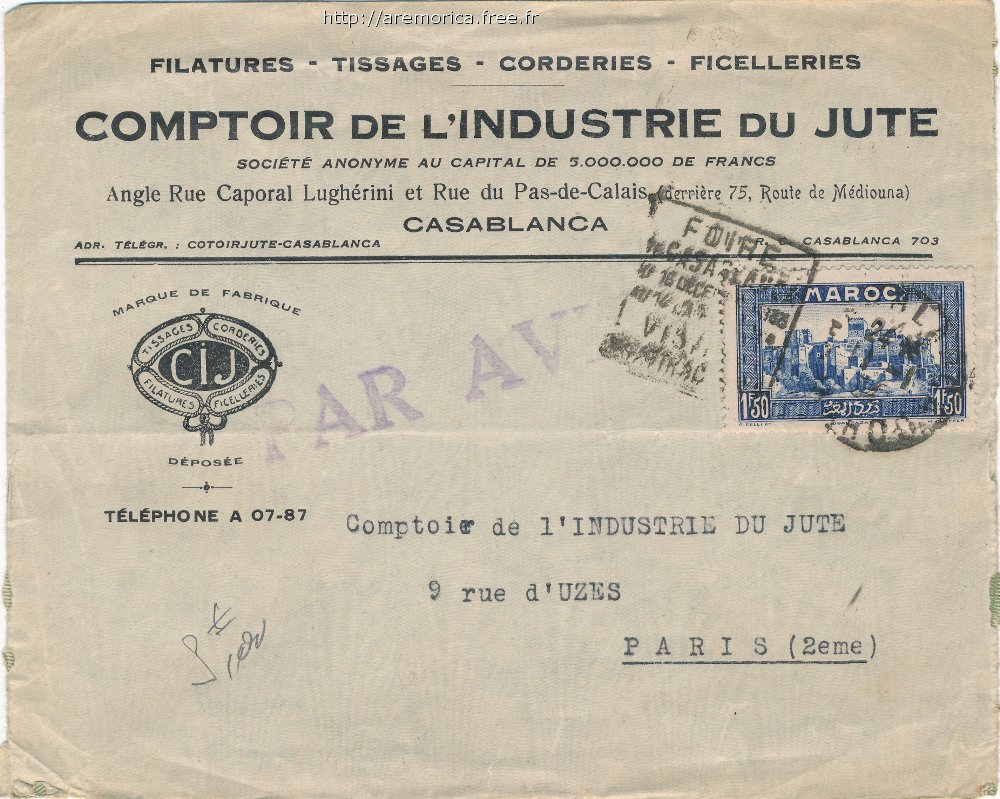 http://aremorica.free.fr
FILATURES - TISSAGES - CORDERIES - FICELLERIES
COMPTOIR DE L'INDUSTRIE DU JUTE
SOCIÉTÉ ANONYME AU CAPITAL DE 5.000.000 DE FRANCS
Angle Rue Caporal Lughérini et Rue du Pas-de-Calais (derrière 75, Route de Médiouna)
CASABLANCA
ADR. TÉLÉGR. : COTOIRJUTE-CASABLANCA
R. C. CASABLANCA 703
FOIRE
CASABLANCA
MAROC
1F50 1F50
PAR AV
MARQUE DE FABRIQUE
TISSAGES CORDERIES
CIJ
FILATURES FICELLERIES
DÉPOSÉE
TÉLÉPHONE A 07-87
Comptoir de l'INDUSTRIE DU JUTE
9 rue d'UZES
PARIS (2eme)